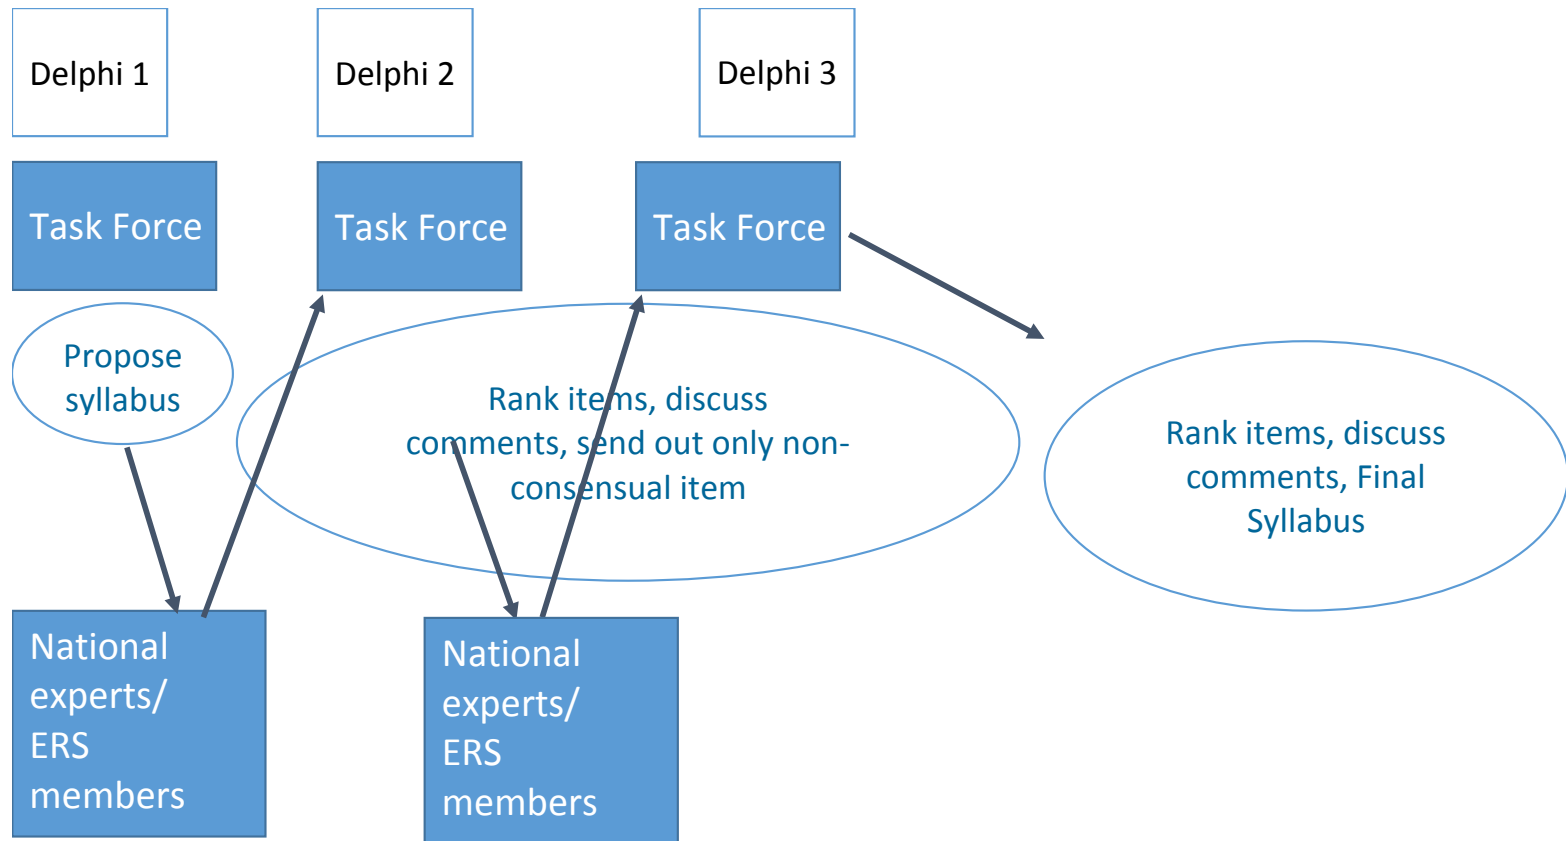 Delphi 1
Delphi 2
Delphi 3
Task Force
Task Force
Task Force
Propose
syllabus
Rank items, discuss
comments, send out only non-
consensual item
Rank items, discuss
comments, Final
Syllabus
National
experts/
ERS
members
National
experts/
ERS
members